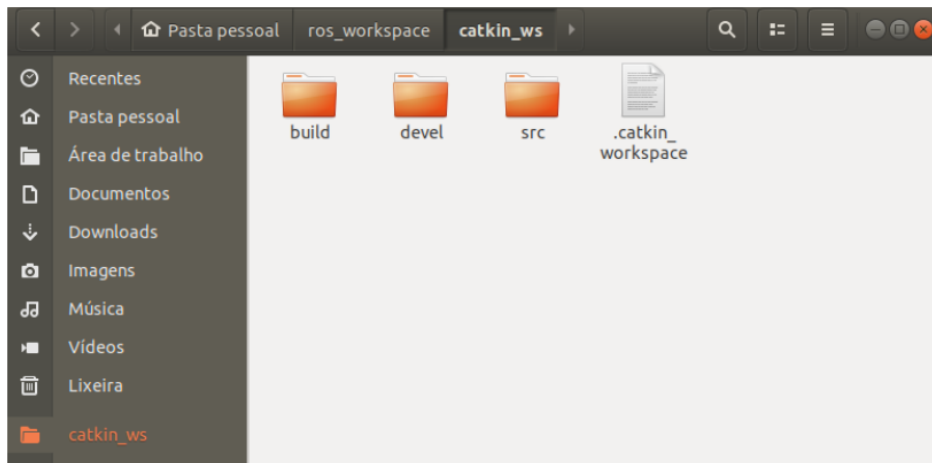 Pasta pessoal
ros_workspace
catkin_ws
Recentes
Pasta pessoal
Área de trabalho
Documentos
Downloads
Imagens
Música
Vídeos
Lixeira
catkin_ws
build
devel
src
.catkin_
workspace